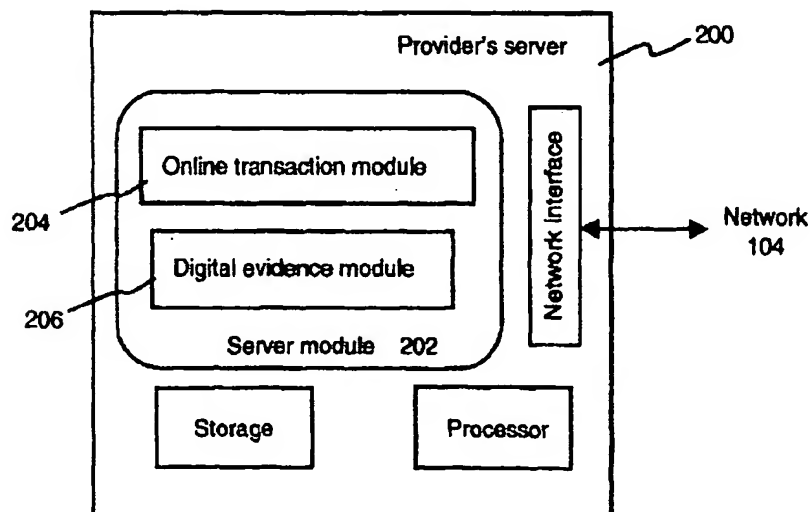 Provider's server
200
Online transaction module
204
Digital evidence module
206
Server module 202
Network interface
Network
104
Storage
Processor